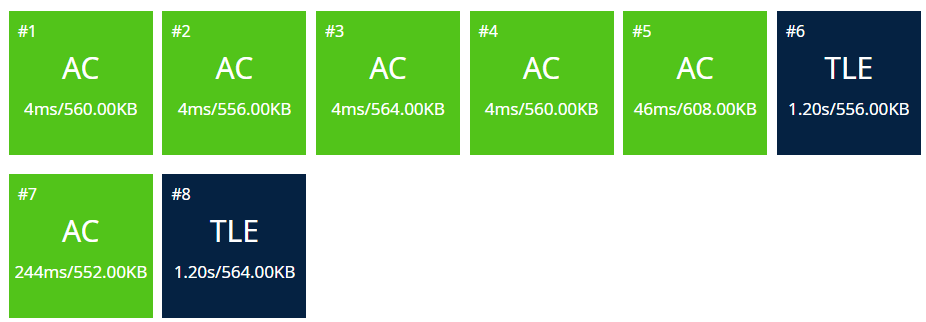 #1
AC
4ms/560.00KB
#2
AC
4ms/556.00KB
#3
AC
4ms/564.00KB
#4
AC
4ms/560.00KB
#5
AC
46ms/608.00KB
#6
TLE
1.20s/556.00KB
#7
AC
244ms/552.00KB
#8
TLE
1.20s/564.00KB